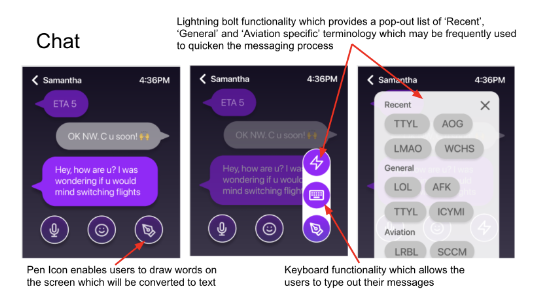 Lightning bolt functionality which provides a pop-out list of ‘Recent’,
‘General’ and ‘Aviation specific’ terminology which may be frequently used
to quicken the messaging process
Chat
Samantha 4:36PM
ETA 5
OK NW. C u soon! 🙌
Hey, how are u? I was
wondering if u would
mind switching flights
Samantha 4:36PM
ETA 5
OK NW. C u soon! 🙌
Hey, how are u? I was
wondering if u would
mind switching flights
Samantha 4:36PM
Recent
TTYL AOG
LMAO WCHS
General
LOL AFK
TTYL ICYMI
Aviation
LRBL SCCM
Pen Icon enables users to draw words on
the screen which will be converted to text
Keyboard functionality which allows the
users to type out their messages